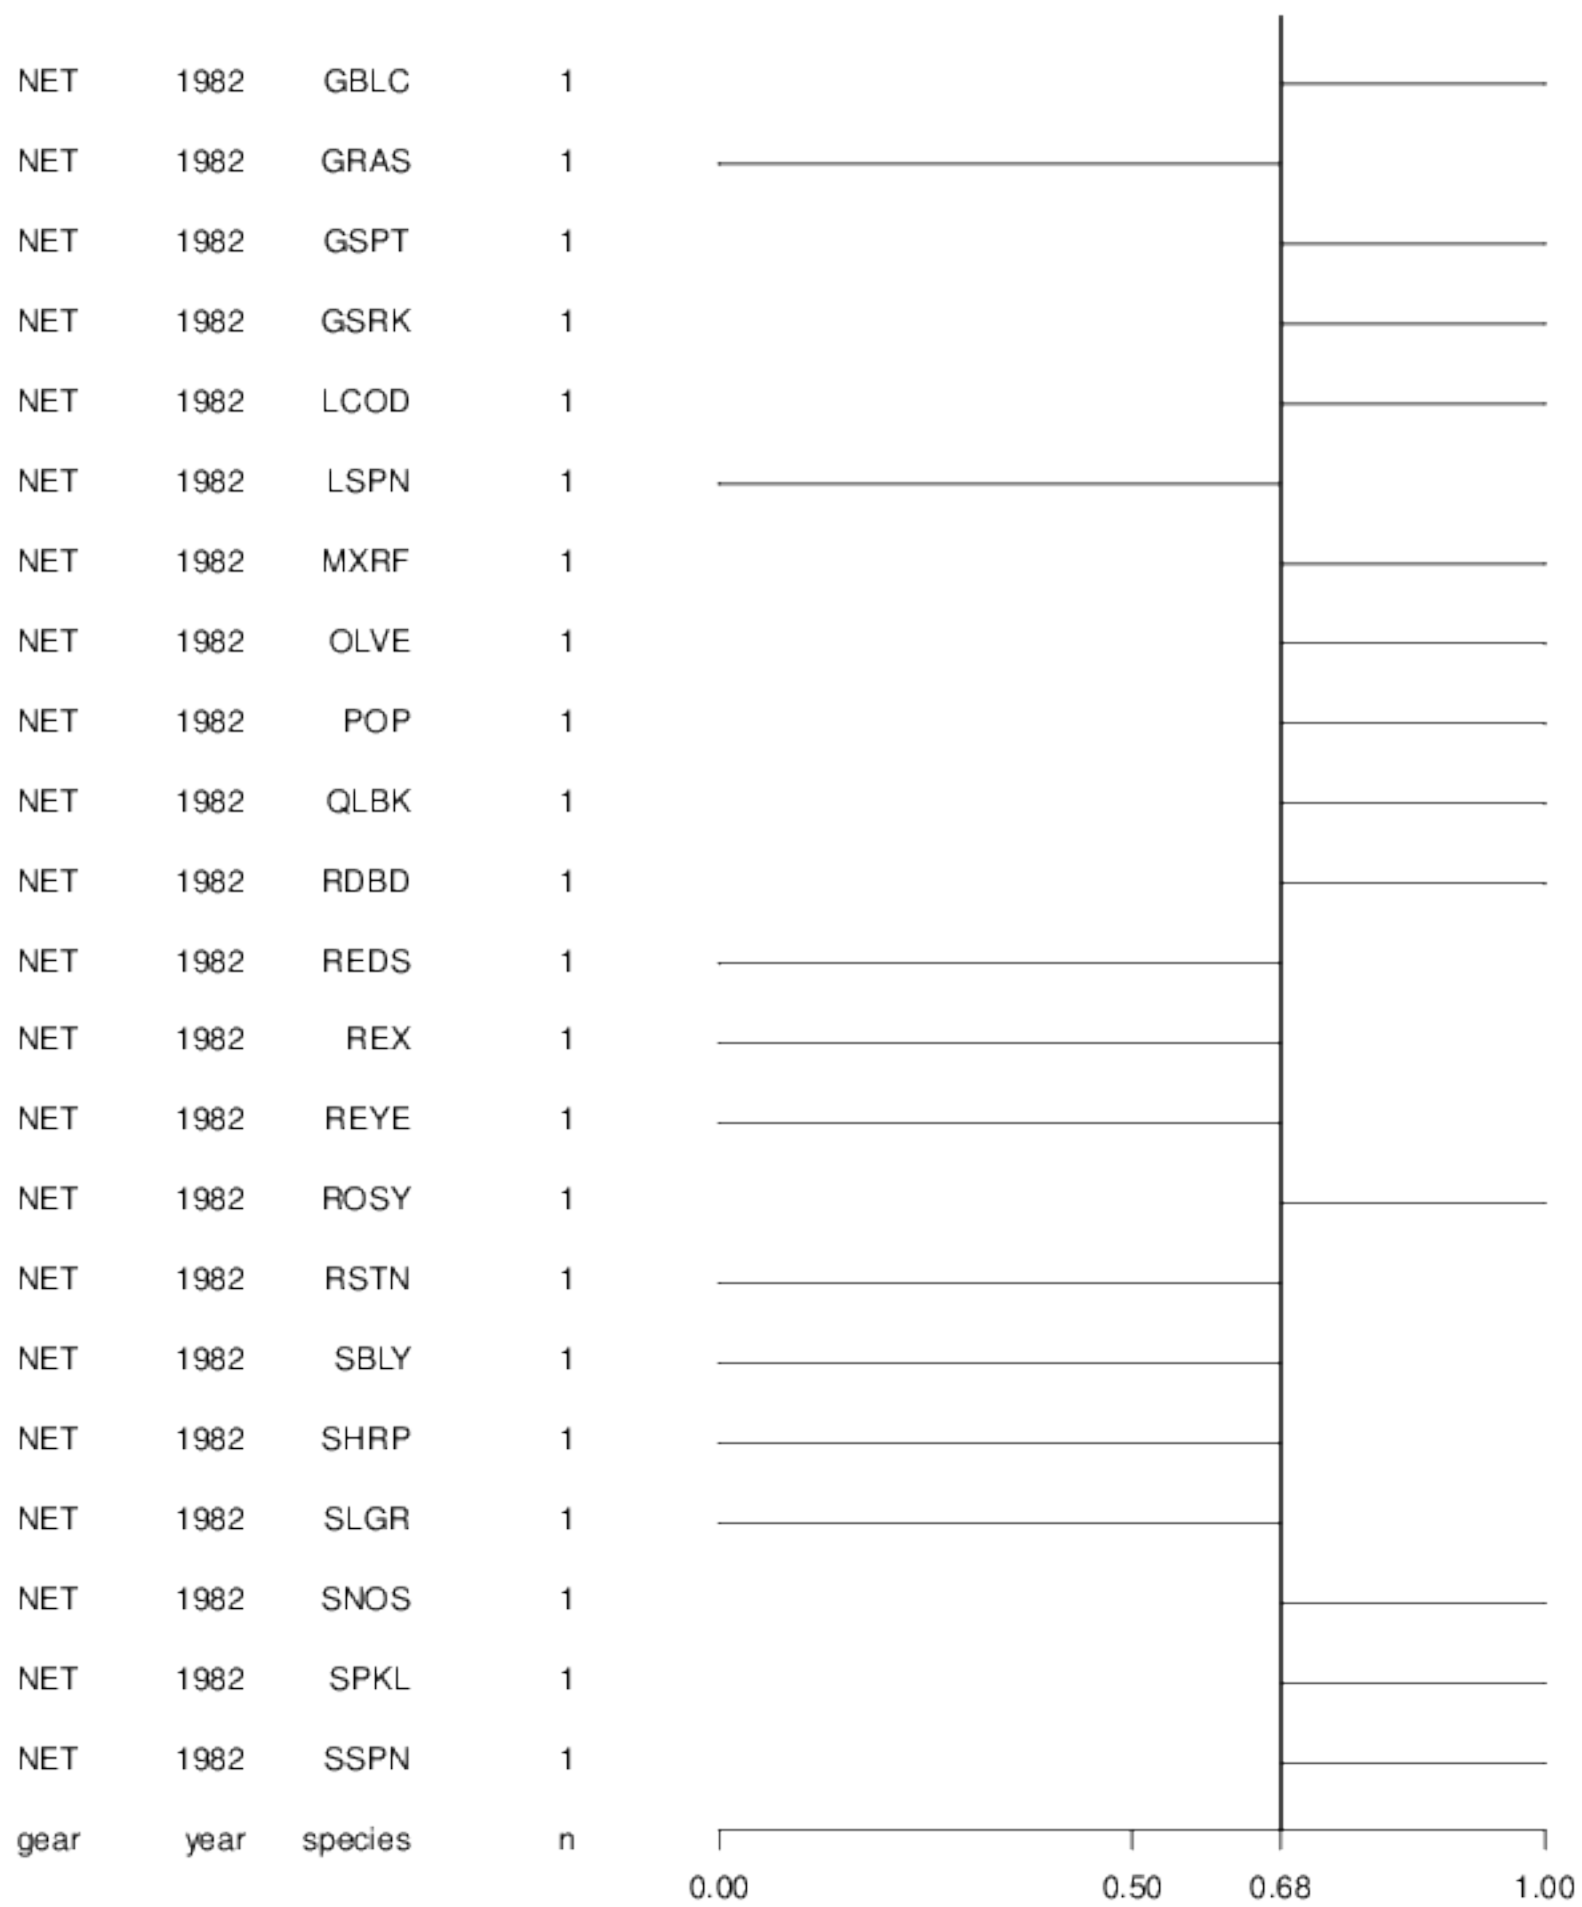 NET 1982 GBLC 1
NET 1982 GRAS 1
NET 1982 GSPT 1
NET 1982 GSRK 1
NET 1982 LCOD 1
NET 1982 LSPN 1
NET 1982 MXRF 1
NET 1982 OLVE 1
NET 1982 POP 1
NET 1982 QLBK 1
NET 1982 RDBD 1
NET 1982 REDS 1
NET 1982 REX 1
NET 1982 REYE 1
NET 1982 ROSY 1
NET 1982 RSTN 1
NET 1982 SBLY 1
NET 1982 SHRP 1
NET 1982 SLGR 1
NET 1982 SNOS 1
NET 1982 SPKL 1
NET 1982 SSPN 1
gear year species n
0.00 0.50 0.68 1.00